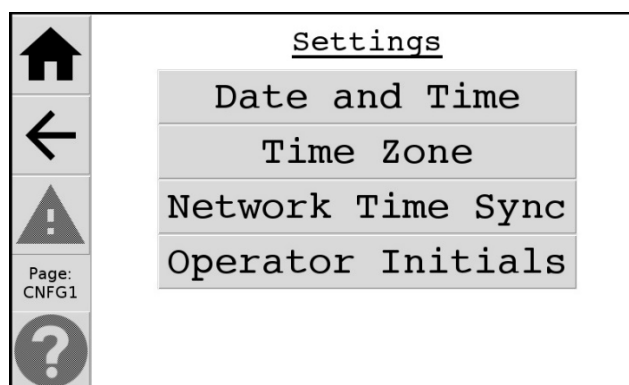 Settings
Date and Time
Time Zone
Network Time Sync
Operator Initials
Page:
CNFG1